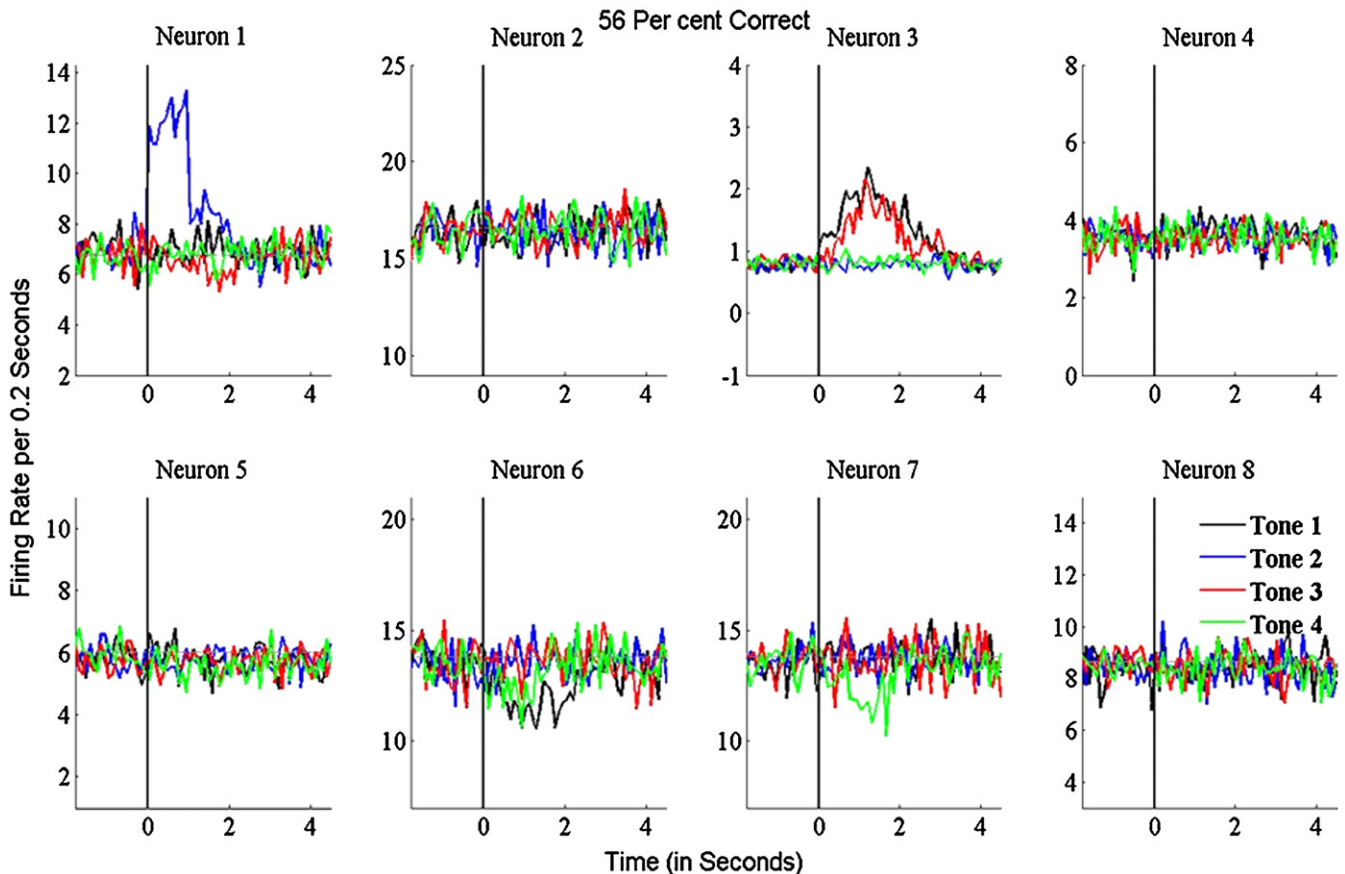 56 Per cent Correct
Neuron 1 Neuron 2 Neuron 3 Neuron 4
14 25 4 8
12 3
20 6
10 2
8 1 4
15
6 0 2
4
2 10 -1 0
0 2 4 0 2 4 0 2 4 0 2 4
Firing Rate per 0.2 Seconds
Neuron 5 Neuron 6 Neuron 7 Neuron 8
10 20 20 14
Tone 1
8 12
Tone 2
10
6 15 15 Tone 3
8 Tone 4
4 6
2 10 10 4
0 2 4 0 2 4 0 2 4 0 2 4
Time (in Seconds)